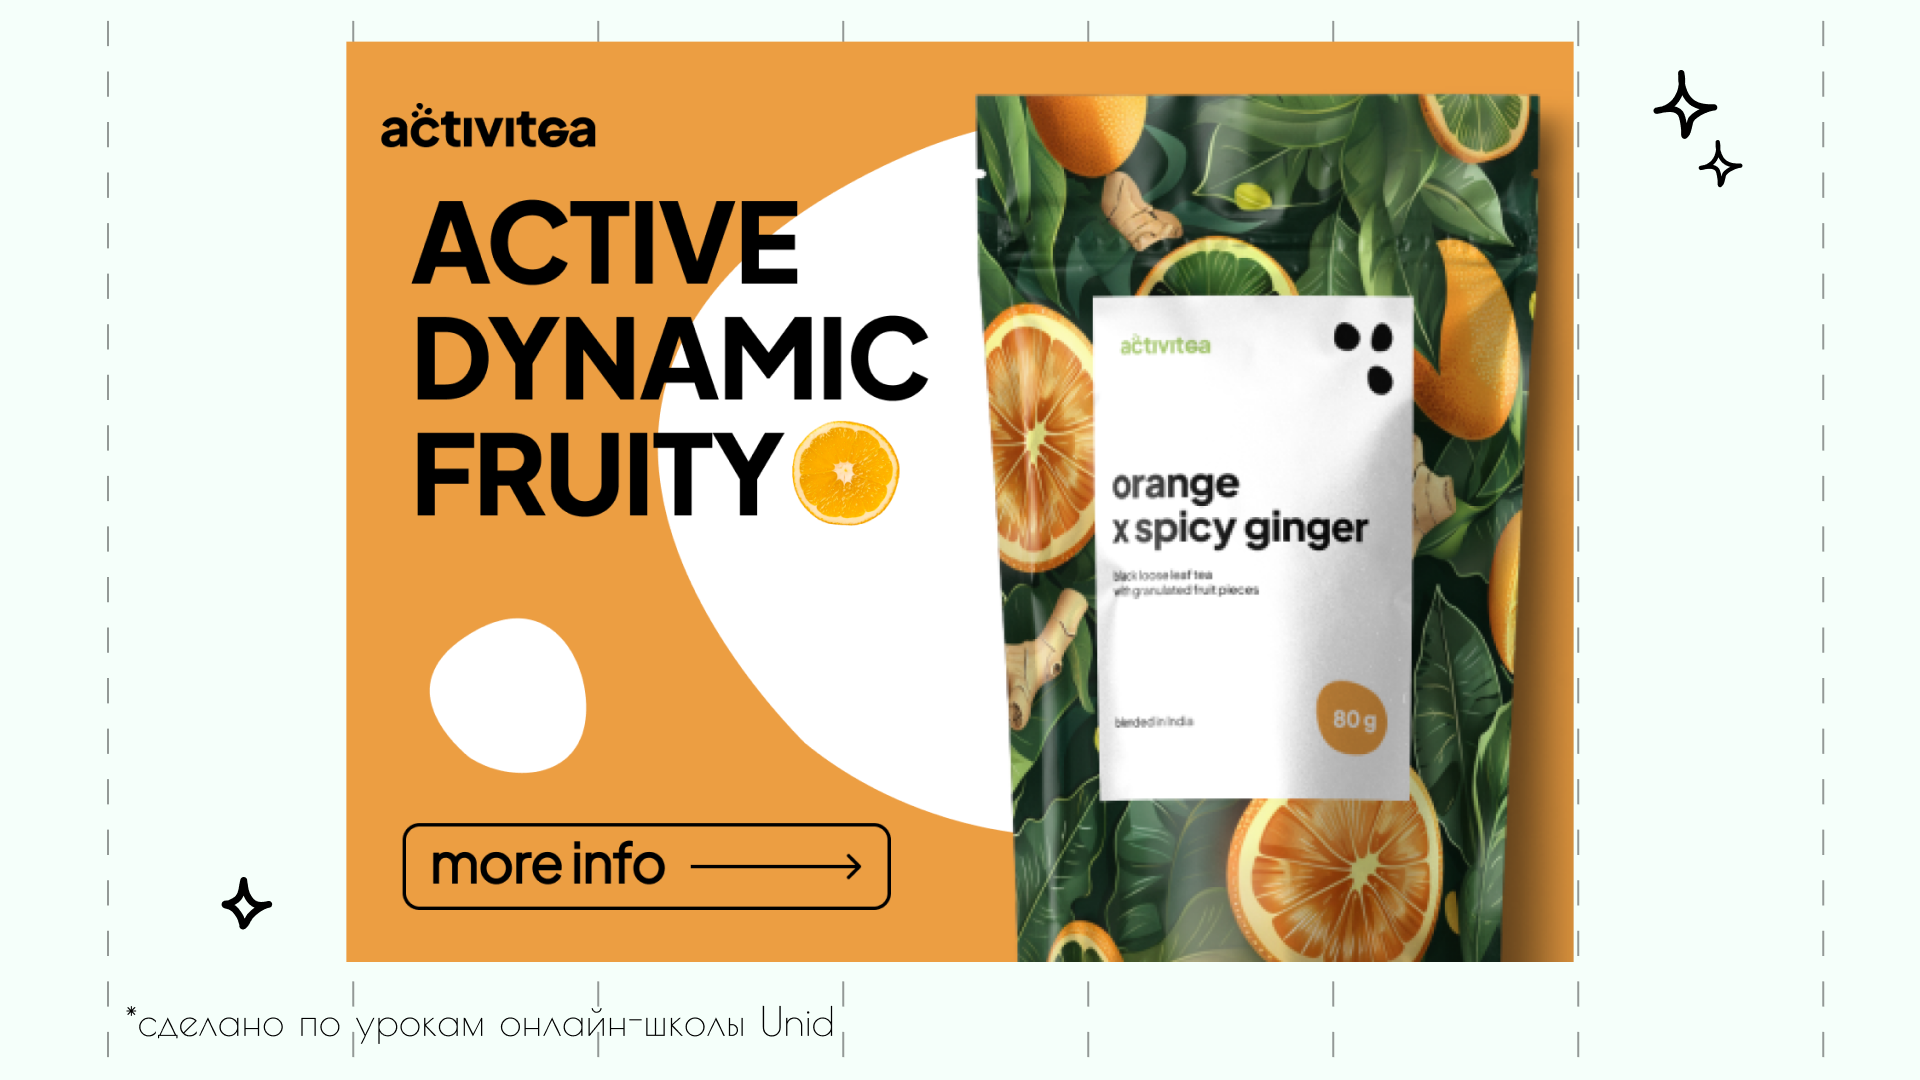 activitea
ACTIVE
DYNAMIC
FRUITY
more info
activitea
orange
x spicy ginger
black loose leaf tea
with granulated fruit pieces
blended in India
80 g
*сделано по урокам онлайн-школы Unid